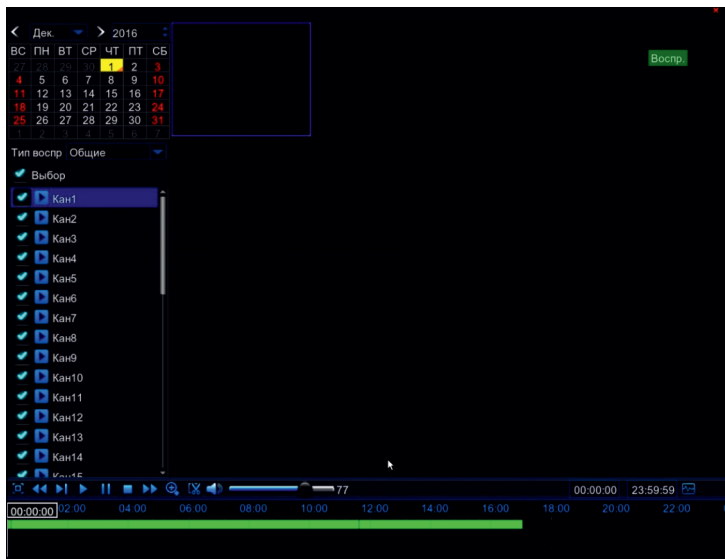 Дек. 2016
ВС ПН ВТ СР ЧТ ПТ СБ
27 28 29 30 1 2 3
4 5 6 7 8 9 10
11 12 13 14 15 16 17
18 19 20 21 22 23 24
25 26 27 28 29 30 31
1 2 3 4 5 6 7
Воспр.
Тип воспр Общие
Выбор
Кан1
Кан2
Кан3
Кан4
Кан5
Кан6
Кан7
Кан8
Кан9
Кан10
Кан11
Кан12
Кан13
Кан14
Кан15
77 00:00:00 23:59:59
00:00:00 02:00 04:00 06:00 08:00 10:00 12:00 14:00 16:00 18:00 20:00 22:00